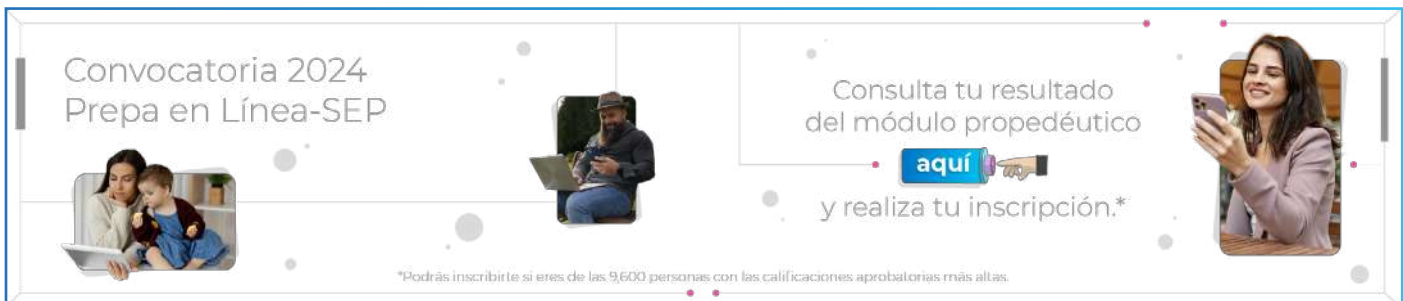 Convocatoria 2024
Prepa en Línea-SEP
Consulta tu resultado
del módulo propedéutico
aquí
y realiza tu inscripción.*
*Podrás inscribirte si eres de las 9,600 personas con las calificaciones aprobatorias más altas.